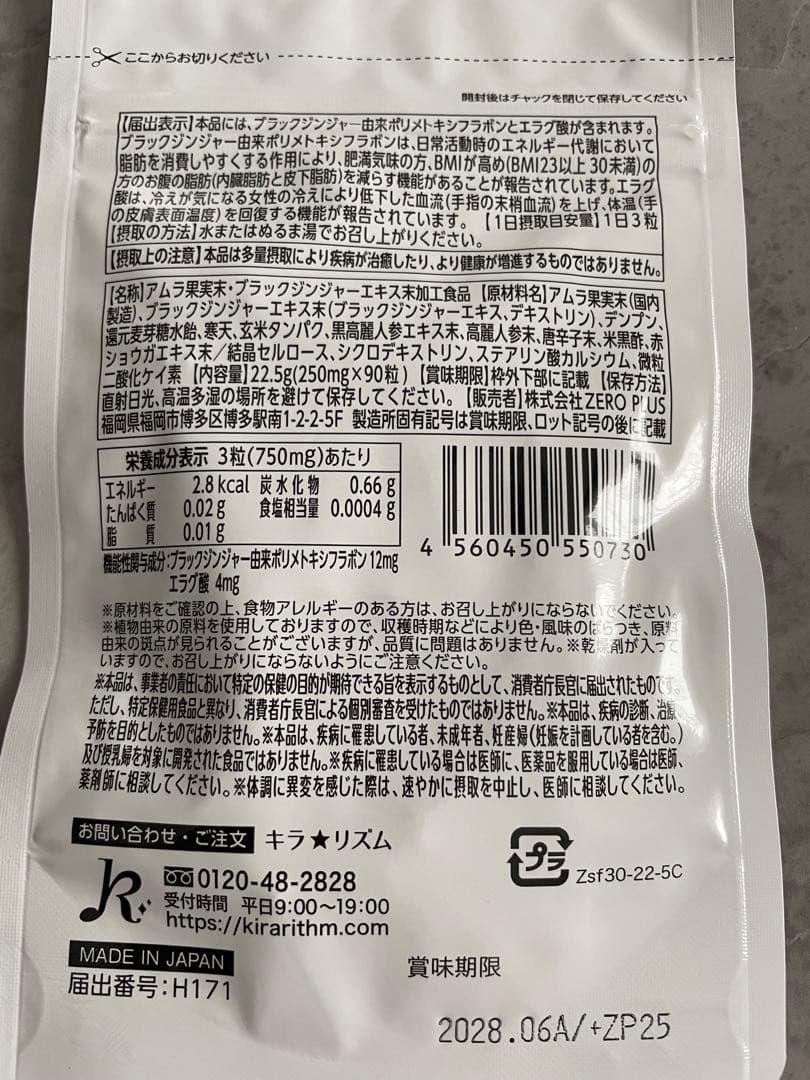 ここからお切りください
開封後はチャックを閉じて保存してください
【届出表示】本品には、ブラックジンジャー由来ポリメトキシフラボンとエラグ酸が含まれます。
ブラックジンジャー由来ポリメトキシフラボンは、日常活動時のエネルギー代謝において
脂肪を消費しやすくする作用により、肥満気味の方、BMIが高め(BMI23以上30未満)の
方のお腹の脂肪(内臓脂肪と皮下脂肪)を減らす機能があることが報告されています。エラグ
酸は、冷えが気になる女性の冷えにより低下した血流(手指の末梢血流)を上げ、体温(手
の皮膚表面温度)を回復する機能が報告されています。【1日摂取目安量】1日3粒
【摂取の方法】水またはぬるま湯でお召し上がりください。
【摂取上の注意】本品は多量摂取により疾病が治癒したり、より健康が増進するものではありません。
【名称】アムラ果実末・ブラックジンジャーエキス末加工食品 【原材料名】アムラ果実末(国内
製造)、ブラックジンジャーエキス末(ブラックジンジャーエキス、デキストリン)、デンプン、
還元麦芽糖水飴、寒天、玄米タンパク、黒高麗人参エキス末、高麗人参末、唐辛子末、米黒酢、赤
ショウガエキス末／結晶セルロース、シクロデキストリン、ステアリン酸カルシウム、微粒
二酸化ケイ素 【内容量】22.5g(250mg×90粒) 【賞味期限】枠外下部に記載 【保存方法】
直射日光、高温多湿の場所を避けて保存してください。【販売者】株式会社ZERO PLUS
福岡県福岡市博多区博多駅南1-2-2-5F 製造所固有記号は賞味期限、ロット記号の後に記載
栄養成分表示 3粒(750mg)あたり
エネルギー 2.8kcal 炭水化物 0.66g
たんぱく質 0.02g 食塩相当量 0.0004g
脂質 0.01g
機能性関与成分:ブラックジンジャー由来ポリメトキシフラボン12mg
エラグ酸 4mg
4 560450 550730
※原材料をご確認の上、食物アレルギーのある方は、お召し上がりにならないでください。
※植物由来の原料を使用しておりますので、収穫時期などにより色・風味のばらつき、原料
由来の斑点が見られることがございますが、品質に問題はありません。※乾燥剤が入って
いますので、お召し上がりにならないようにご注意ください。
※本品は、事業者の責任において特定の保健の目的が期待できる旨を表示するものとして、消費者庁長官に届出されたものです。
ただし、特定保健用食品と異なり、消費者庁長官による個別審査を受けたものではありません。※本品は、疾病の診断、治療、
予防を目的としたものではありません。※本品は、疾病に罹患している者、未成年者、妊産婦(妊娠を計画している者を含む。)
及び授乳婦を対象に開発された食品ではありません。※疾病に罹患している場合は医師に、医薬品を服用している場合は医師、
薬剤師に相談してください。※体調に異変を感じた際は、速やかに摂取を中止し、医師に相談してください。
お問い合わせ・ご注文 キラ★リズム
0120-48-2828
受付時間 平日9:00〜19:00
https://kirarithm.com
プラ
Zsf30-22-5C
MADE IN JAPAN
届出番号:H171
賞味期限
2028.06A/+ZP25